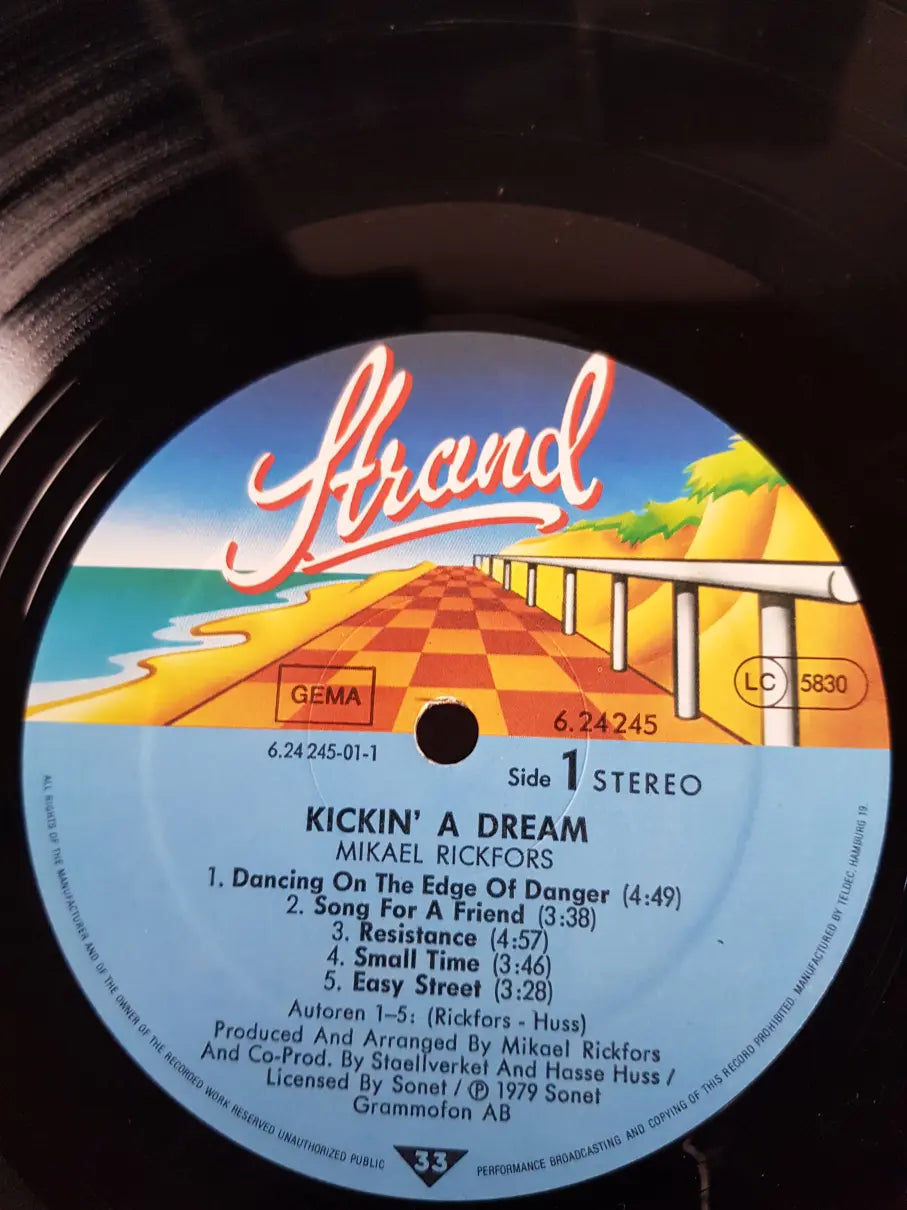 Strand
GEMA
LC 5830
6.24245
6.24 245-01-1
Side 1 STEREO
KICKIN' A DREAM
MIKAEL RICKFORS
1. Dancing On The Edge Of Danger (4:49)
2. Song For A Friend (3:38)
3. Resistance (4:57)
4. Small Time (3:46)
5. Easy Street (3:28)
Autoren 1–5: (Rickfors - Huss)
Produced And Arranged By Mikael Rickfors
And Co-Prod. By Staellverket And Hasse Huss /
Licensed By Sonet / ℗ 1979 Sonet
Grammofon AB
33
ALL RIGHTS OF THE MANUFACTURER AND OF THE OWNER OF THE RECORDED WORK RESERVED UNAUTHORIZED PUBLIC
PERFORMANCE BROADCASTING AND COPYING OF THIS RECORD PROHIBITED. MANUFACTURED BY TELDEC, HAMBURG 19.